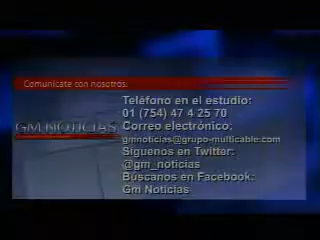 Comunícate con nosotros:
GM NOTICIAS
Teléfono en el estudio:
01 (754) 47 4 25 70
Correo electrónico:
gmnoticias@grupo-multicable.com
Síguenos en Twitter:
@gm_noticias
Búscanos en Facebook:
Gm Noticias